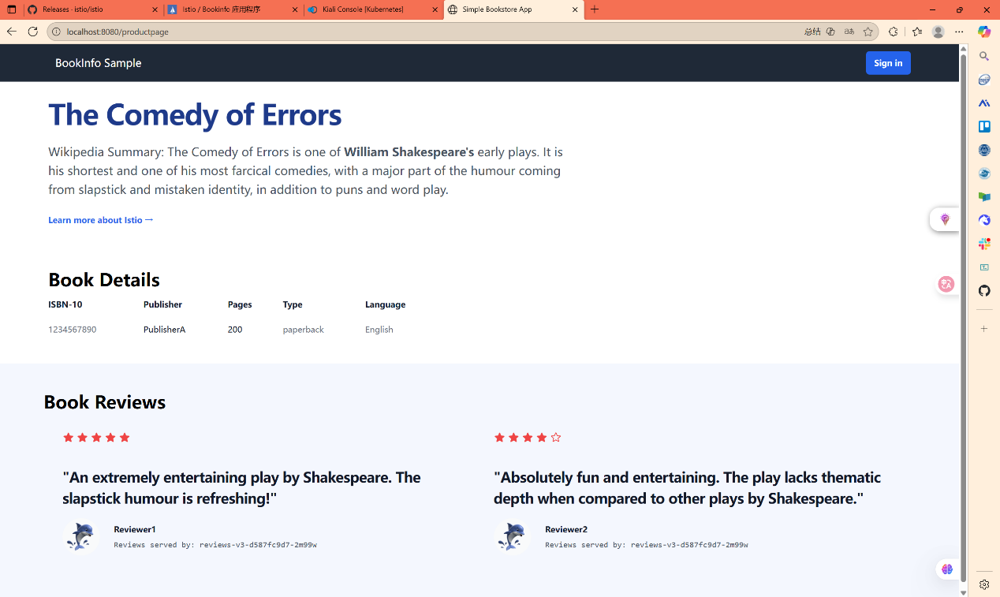 Releases · istio/istio
Istio / Bookinfo 应用程序
Kiali Console [Kubernetes]
Simple Bookstore App
localhost:8080/productpage
总结
aあ
BookInfo Sample
Sign in
The Comedy of Errors
Wikipedia Summary: The Comedy of Errors is one of William Shakespeare's early plays. It is
his shortest and one of his most farcical comedies, with a major part of the humour coming
from slapstick and mistaken identity, in addition to puns and word play.
Learn more about Istio →
Book Details
ISBN-10 Publisher Pages Type Language
1234567890 PublisherA 200 paperback English
Book Reviews
"An extremely entertaining play by Shakespeare. The
slapstick humour is refreshing!"
Reviewer1
Reviews served by: reviews-v3-d587fc9d7-2m99w
"Absolutely fun and entertaining. The play lacks thematic
depth when compared to other plays by Shakespeare."
Reviewer2
Reviews served by: reviews-v3-d587fc9d7-2m99w